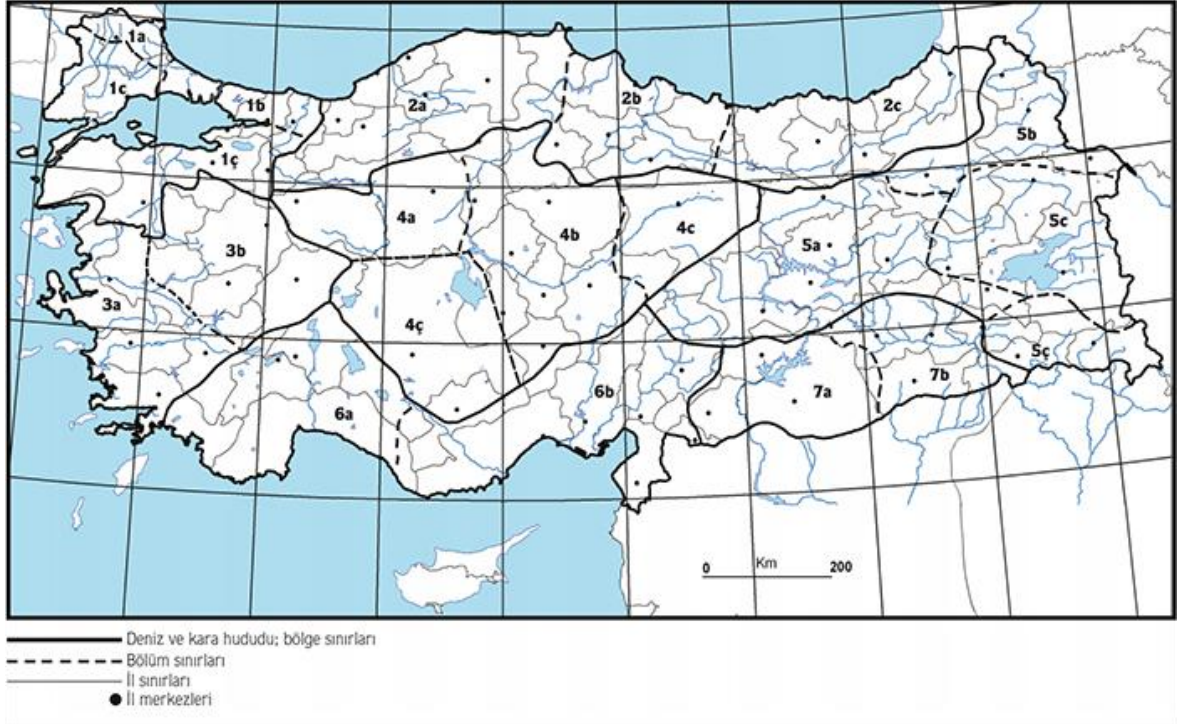 1a
1c
1b
2a
2b
2c
5b
1ç
4a
4b
4c
5a
5c
3b
3a
4ç
5ç
6b
7a
7b
6a
0 Km 200
Deniz ve kara hududu; bölge sınırları
Bölüm sınırları
İl sınırları
İl merkezleri